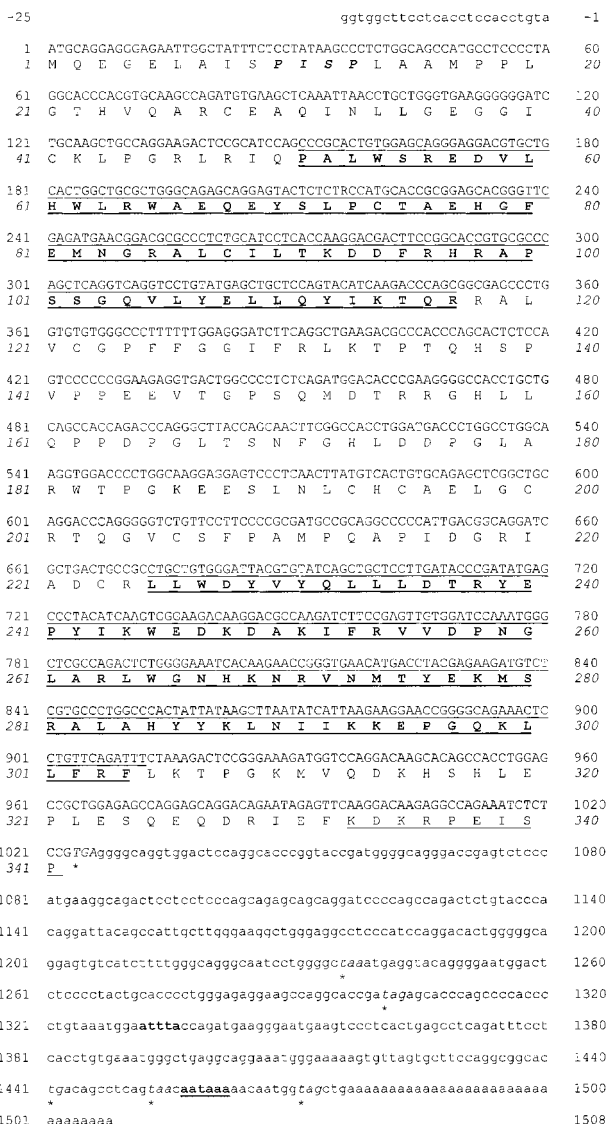 -25 ggtggcttcctcacctccacctgta -1
1 ATGCAGGAGGGAGAATTGGCTATTTCTCCTATAAGCCCTCTGGCAGCCATGCCTCCCCTA 60
1 M Q E G E L A I S P I S P L A A M P P L 20
61 GGCACCCACGTGCAAGCCAGATGTGAAGCTCAAATTAACCTGCTGGGTGAAGGGGGGATC 120
21 G T H V Q A R C E A Q I N L L G E G G I 40
121 TGCAAGCTGCCAGGAAGACTCCGCATCCAGCCCGCACTGTGGAGCAGGGAGGACGTGCTG 180
41 C K L P G R L R I Q P A L W S R E D V L 60
181 CACTGGCTGCGCTGGGCAGAGCAGGAGTACTCTCTRCCATGCACCGCGGAGCACGGGTTC 240
61 H W L R W A E Q E Y S L P C T A E H G F 80
241 GAGATGAACGGACGCGCCCTCTGCATCCTCACCAAGGACGACTTCCGGCACCGTGCGCCC 300
81 E M N G R A L C I L T K D D F R H R A P 100
301 AGCTCAGGTCAGGTCCTGTATGAGCTGCTCCAGTACATCAAGACCCAGCGGCGAGCCCTG 360
101 S S G Q V L Y E L L Q Y I K T Q R R A L 120
361 GTGTGTGGGCCCTTTTTTGGAGGGATCTTCAGGCTGAAGACGCCCACCCAGCACTCTCCA 420
121 V C G P F F G G I F R L K T P T Q H S P 140
421 GTCCCCCCGGAAGAGGTGACTGGCCCCTCTCAGATGGACACCCGAAGGGGCCACCTGCTG 480
141 V P P E E V T G P S Q M D T R R G H L L 160
481 CAGCCACCAGACCCAGGGCTTACCAGCAACTTCGGCCACCTGGATGACCCTGGCCTGGCA 540
161 Q P P D P G L T S N F G H L D D P G L A 180
541 AGGTGGACCCCTGGCAAGGAGGAGTCCCTCAACTTATGTCACTGTGCAGAGCTCGGCTGC 600
181 R W T P G K E E S L N L C H C A E L G C 200
601 AGGACCCAGGGGGTCTGTTCCTTCCCCGCGATGCCGCAGGCCCCCATTGACGGCAGGATC 660
201 R T Q G V C S F P A M P Q A P I D G R I 220
661 GCTGACTGCCGCCTGCTGTGGGATTACGTGTATCAGCTGCTCCTTGATACCCGATATGAG 720
221 A D C R L L W D Y V Y Q L L L D T R Y E 240
721 CCCTACATCAAGTGGGAAGACAAGGACGCCAAGATCTTCCGAGTTGTGGATCCAAATGGG 780
241 P Y I K W E D K D A K I F R V V D P N G 260
781 CTCGCCAGACTCTGGGGAAATCACAAGAACCGGGTGAACATGACCTACGAGAAGATGTCT 840
261 L A R L W G N H K N R V N M T Y E K M S 280
841 CGTGCCCTGGCCCACTATTATAAGCTTAATATCATTAAGAAGGAACCGGGGCAGAAACTC 900
281 R A L A H Y Y K L N I I K K E P G Q K L 300
901 CTGTTCAGATTTCTAAAGACTCCGGGAAAGATGGTCCAGGACAAGCACAGCCACCTGGAG 960
301 L F R F L K T P G K M V Q D K H S H L E 320
961 CCGCTGGAGAGCCAGGAGCAGGACAGAATAGAGTTCAAGGACAAGAGGCCAGAAATCTCT 1020
321 P L E S Q E Q D R I E F K D K R P E I S 340
1021 CCGTGAggggcaggtggactccaggcacccggtaccgatggggcagggaccgagtctccc 1080
341 P *
1081 atgaaggcagactcctcctcccagcagagcagcaggatccccagccagactctgtaccca 1140
1141 caggattacagccattgcttgggaaggctgggaggcctcccatccaggacactgggggca 1200
1201 ggagtgtcatcttttgggcagggcaatcctggggctaaatgaggtacaggggaatggact 1260
*
1261 ctcccctactgcacccctgggagaggaagccaggcaccgatagagcacccagccccaccc 1320
*
1321 ctgtaaatggaatttaccagatgaagggaatgaagtccctcactgagcctcagatttcct 1380
1381 cacctgtgaaatgggctgaggcaggaaatgggaaaaagtgttagtgcttccaggcggcac 1440
1441 tgacagcctcagtaacaataaaaacaatggtagctgaaaaaaaaaaaaaaaaaaaaaaaa 1500
* * *
1501 aaaaaaaa 1508